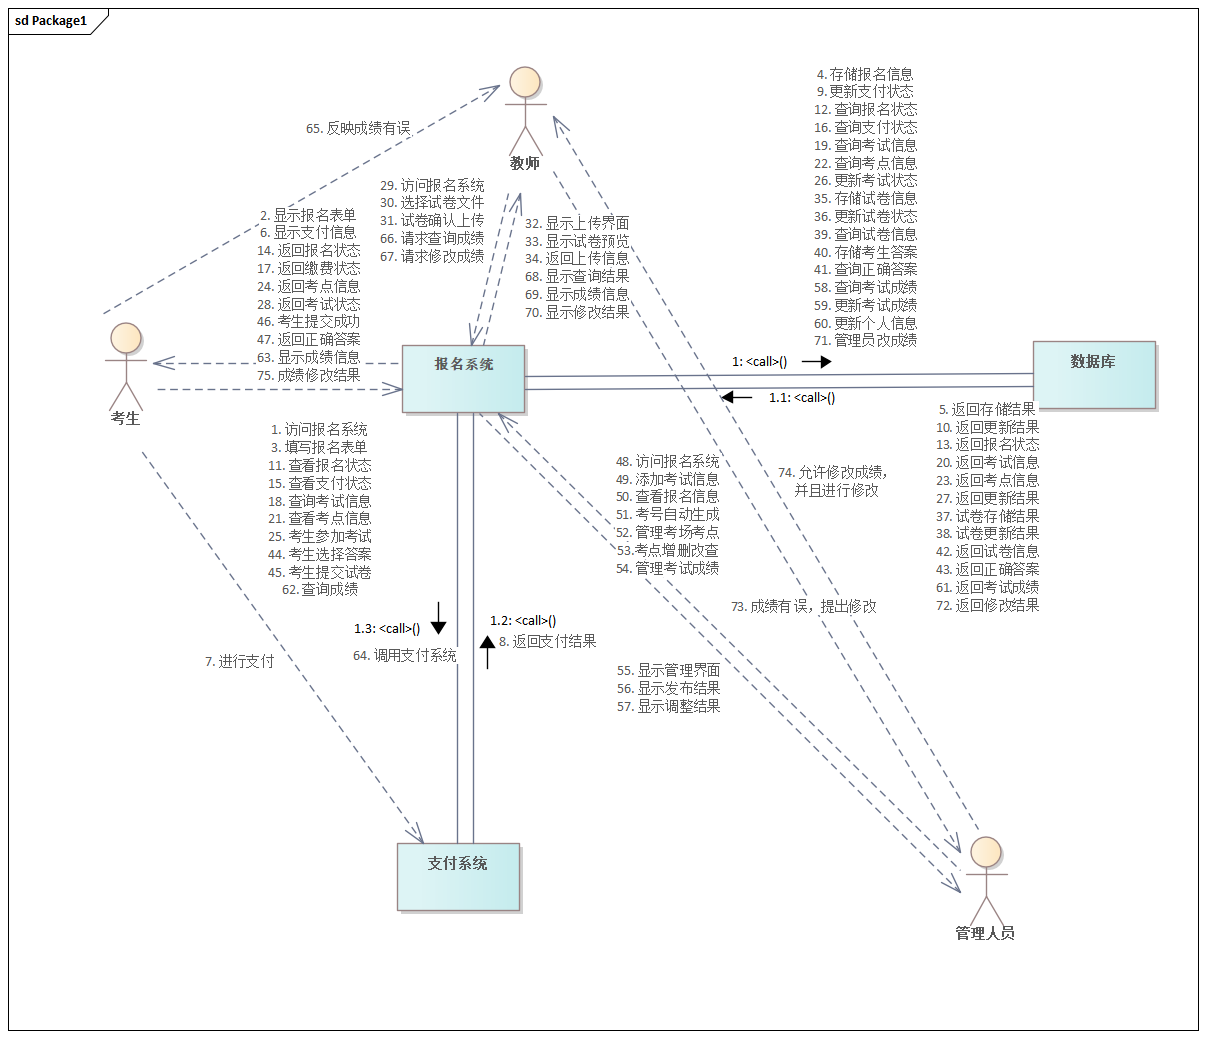 sd Package1
教师
65. 反映成绩有误
4. 存储报名信息
9. 更新支付状态
12. 查询报名状态
16. 查询支付状态
19. 查询考试信息
22. 查询考点信息
26. 更新考试状态
35. 存储试卷信息
36. 更新试卷状态
39. 查询试卷信息
40. 存储考生答案
41. 查询正确答案
58. 查询考试成绩
59. 更新考试成绩
60. 更新个人信息
71. 管理员改成绩
29. 访问报名系统
30. 选择试卷文件
31. 试卷确认上传
66. 请求查询成绩
67. 请求修改成绩
32. 显示上传界面
33. 显示试卷预览
34. 返回上传信息
68. 显示查询结果
69. 显示成绩信息
70. 显示修改结果
2. 显示报名表单
6. 显示支付信息
14. 返回报名状态
17. 返回缴费状态
24. 返回考点信息
28. 返回考试状态
46. 考生提交成功
47. 返回正确答案
63. 显示成绩信息
75. 成绩修改结果
考生
报名系统
1: <call>()
1.1: <call>()
数据库
5. 返回存储结果
10. 返回更新结果
13. 返回报名状态
20. 返回考试信息
23. 返回考点信息
27. 返回更新结果
37. 试卷存储结果
38. 试卷更新结果
42. 返回试卷信息
43. 返回正确答案
61. 返回考试成绩
72. 返回修改结果
1. 访问报名系统
3. 填写报名表单
11. 查看报名状态
15. 查看支付状态
18. 查询考试信息
21. 查看考点信息
25. 考生参加考试
44. 考生选择答案
45. 考生提交试卷
62. 查询成绩
48. 访问报名系统
49. 添加考试信息
50. 查看报名信息
51. 考号自动生成
52. 管理考场考点
53.考点增删改查
54. 管理考试成绩
74. 允许修改成绩，
并且进行修改
73. 成绩有误，提出修改
1.3: <call>()
64. 调用支付系统
1.2: <call>()
8. 返回支付结果
7. 进行支付
55. 显示管理界面
56. 显示发布结果
57. 显示调整结果
支付系统
管理人员